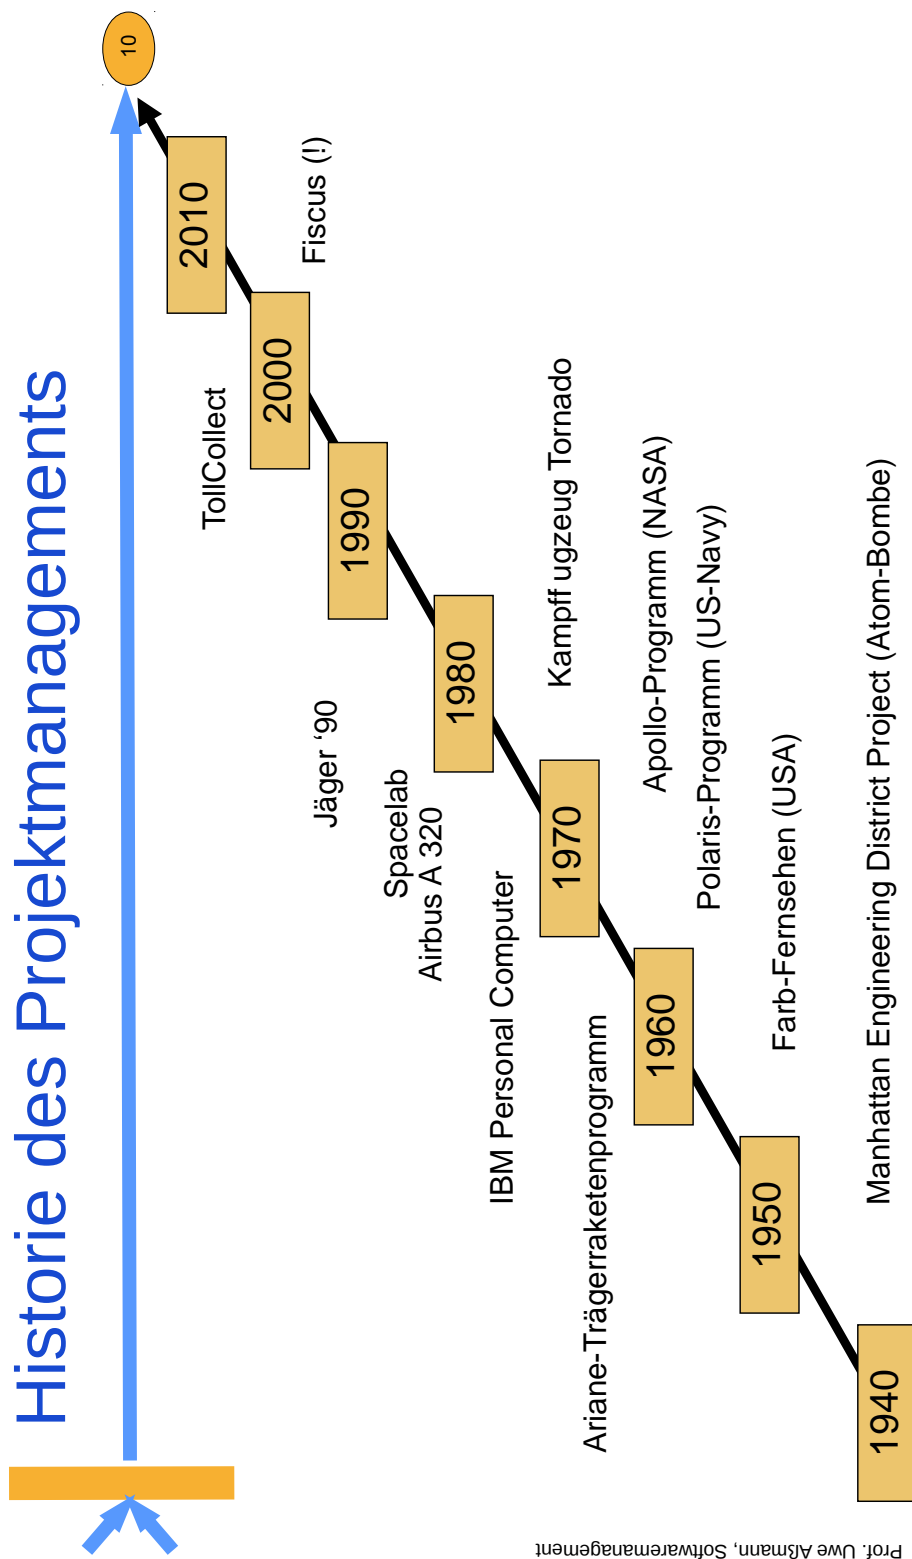 Historie des Projektmanagements
10
2010
Fiscus (!)
TollCollect
2000
1990
Kampff ugzeug Tornado
Jäger ‘90
1980
Spacelab
Airbus A 320
Apollo-Programm (NASA)
Polaris-Programm (US-Navy)
IBM Personal Computer
1970
Farb-Fernsehen (USA)
Ariane-Trägerraketenprogramm
1960
1950
Manhattan Engineering District Project (Atom-Bombe)
1940
Prof. Uwe Aßmann, Softwaremanagement